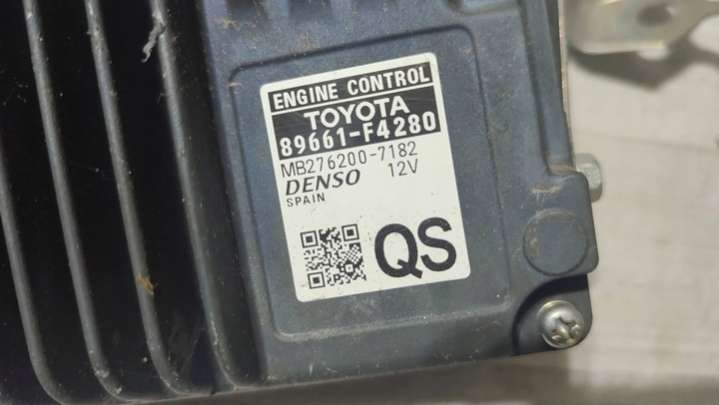 ENGINE CONTROL
TOYOTA
89661-F4280
MB276200-7182
DENSO 12V
SPAIN
QS